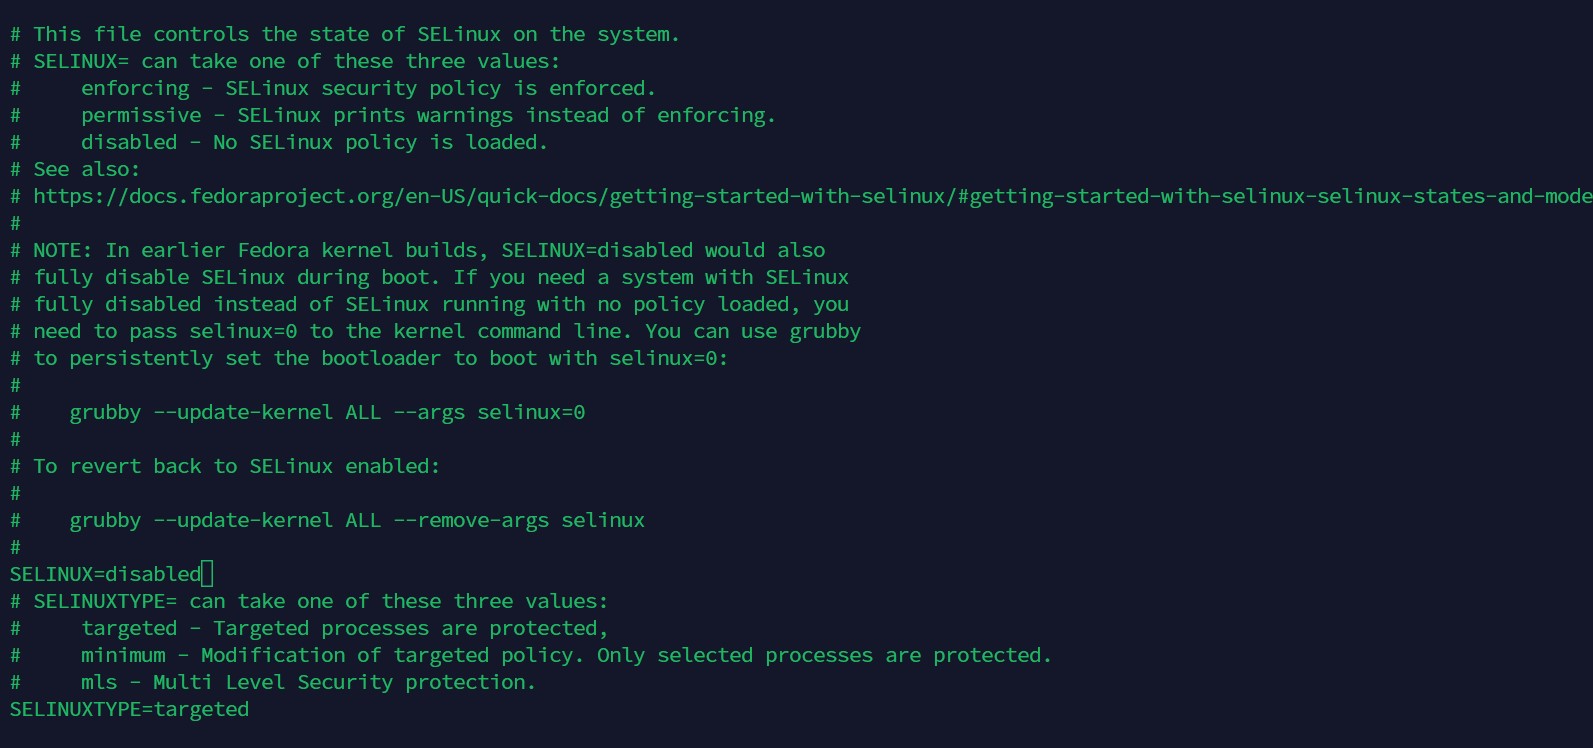 # This file controls the state of SELinux on the system.
# SELINUX= can take one of these three values:
#     enforcing - SELinux security policy is enforced.
#     permissive - SELinux prints warnings instead of enforcing.
#     disabled - No SELinux policy is loaded.
# See also:
# https://docs.fedoraproject.org/en-US/quick-docs/getting-started-with-selinux/#getting-started-with-selinux-selinux-states-and-mode
#
# NOTE: In earlier Fedora kernel builds, SELINUX=disabled would also
# fully disable SELinux during boot. If you need a system with SELinux
# fully disabled instead of SELinux running with no policy loaded, you
# need to pass selinux=0 to the kernel command line. You can use grubby
# to persistently set the bootloader to boot with selinux=0:
#
#    grubby --update-kernel ALL --args selinux=0
#
# To revert back to SELinux enabled:
#
#    grubby --update-kernel ALL --remove-args selinux
#
SELINUX=disabled
# SELINUXTYPE= can take one of these three values:
#     targeted - Targeted processes are protected,
#     minimum - Modification of targeted policy. Only selected processes are protected.
#     mls - Multi Level Security protection.
SELINUXTYPE=targeted